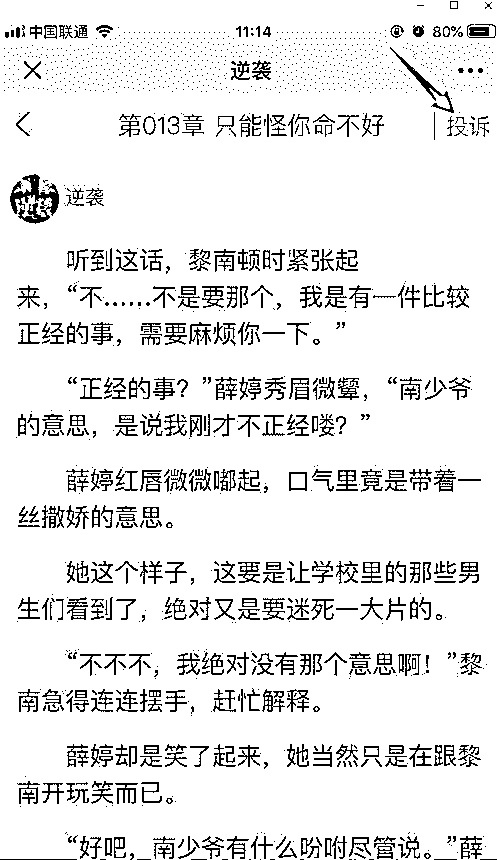 中国联通 11:14 80%
逆袭
第013章 只能怪你命不好 投诉
逆袭
听到这话，黎南顿时紧张起
来，“不……不是要那个，我是有一件比较
正经的事，需要麻烦你一下。”
“正经的事？”薛婷秀眉微蹙，“南少爷
的意思，是说我刚才不正经喽？”
薛婷红唇微微嘟起，口气里竟是带着一
丝撒娇的意思。
她这个样子，这要是让学校里的那些男
生们看到了，绝对又是要迷死一大片的。
“不不不，我绝对没有那个意思啊！”黎
南急得连连摆手，赶忙解释。
薛婷却是笑了起来，她当然只是在跟黎
南开玩笑而已。
“好吧，南少爷有什么吩咐尽管说。”薛